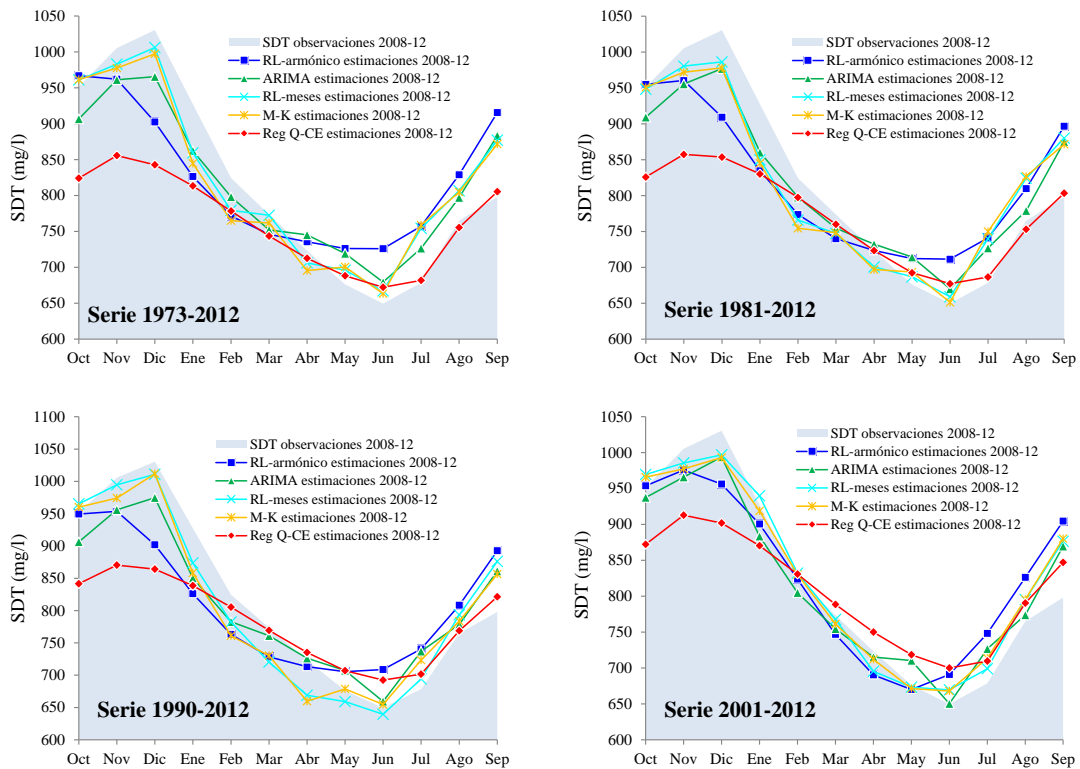 1050
1000
950
900
850
800
750
700
650
600
SDT (mg/l)
SDT observaciones 2008-12
RL-armónico estimaciones 2008-12
ARIMA estimaciones 2008-12
RL-meses estimaciones 2008-12
M-K estimaciones 2008-12
Reg Q-CE estimaciones 2008-12
Serie 1973-2012
Oct Nov Dic Ene Feb Mar Abr May Jun Jul Ago Sep
1050
1000
950
900
850
800
750
700
650
600
SDT (mg/l)
SDT observaciones 2008-12
RL-armónico estimaciones 2008-12
ARIMA estimaciones 2008-12
RL-meses estimaciones 2008-12
M-K estimaciones 2008-12
Reg Q-CE estimaciones 2008-12
Serie 1981-2012
Oct Nov Dic Ene Feb Mar Abr May Jun Jul Ago Sep
1100
1050
1000
950
900
850
800
750
700
650
600
SDT (mg/l)
SDT observaciones 2008-12
RL-armónico estimaciones 2008-12
ARIMA estimaciones 2008-12
RL-meses estimaciones 2008-12
M-K estimaciones 2008-12
Reg Q-CE estimaciones 2008-12
Serie 1990-2012
Oct Nov Dic Ene Feb Mar Abr May Jun Jul Ago Sep
1050
1000
950
900
850
800
750
700
650
600
SDT (mg/l)
SDT observaciones 2008-12
RL-armónico estimaciones 2008-12
ARIMA estimaciones 2008-12
RL-meses estimaciones 2008-12
M-K estimaciones 2008-12
Reg Q-CE estimaciones 2008-12
Serie 2001-2012
Oct Nov Dic Ene Feb Mar Abr May Jun Jul Ago Sep